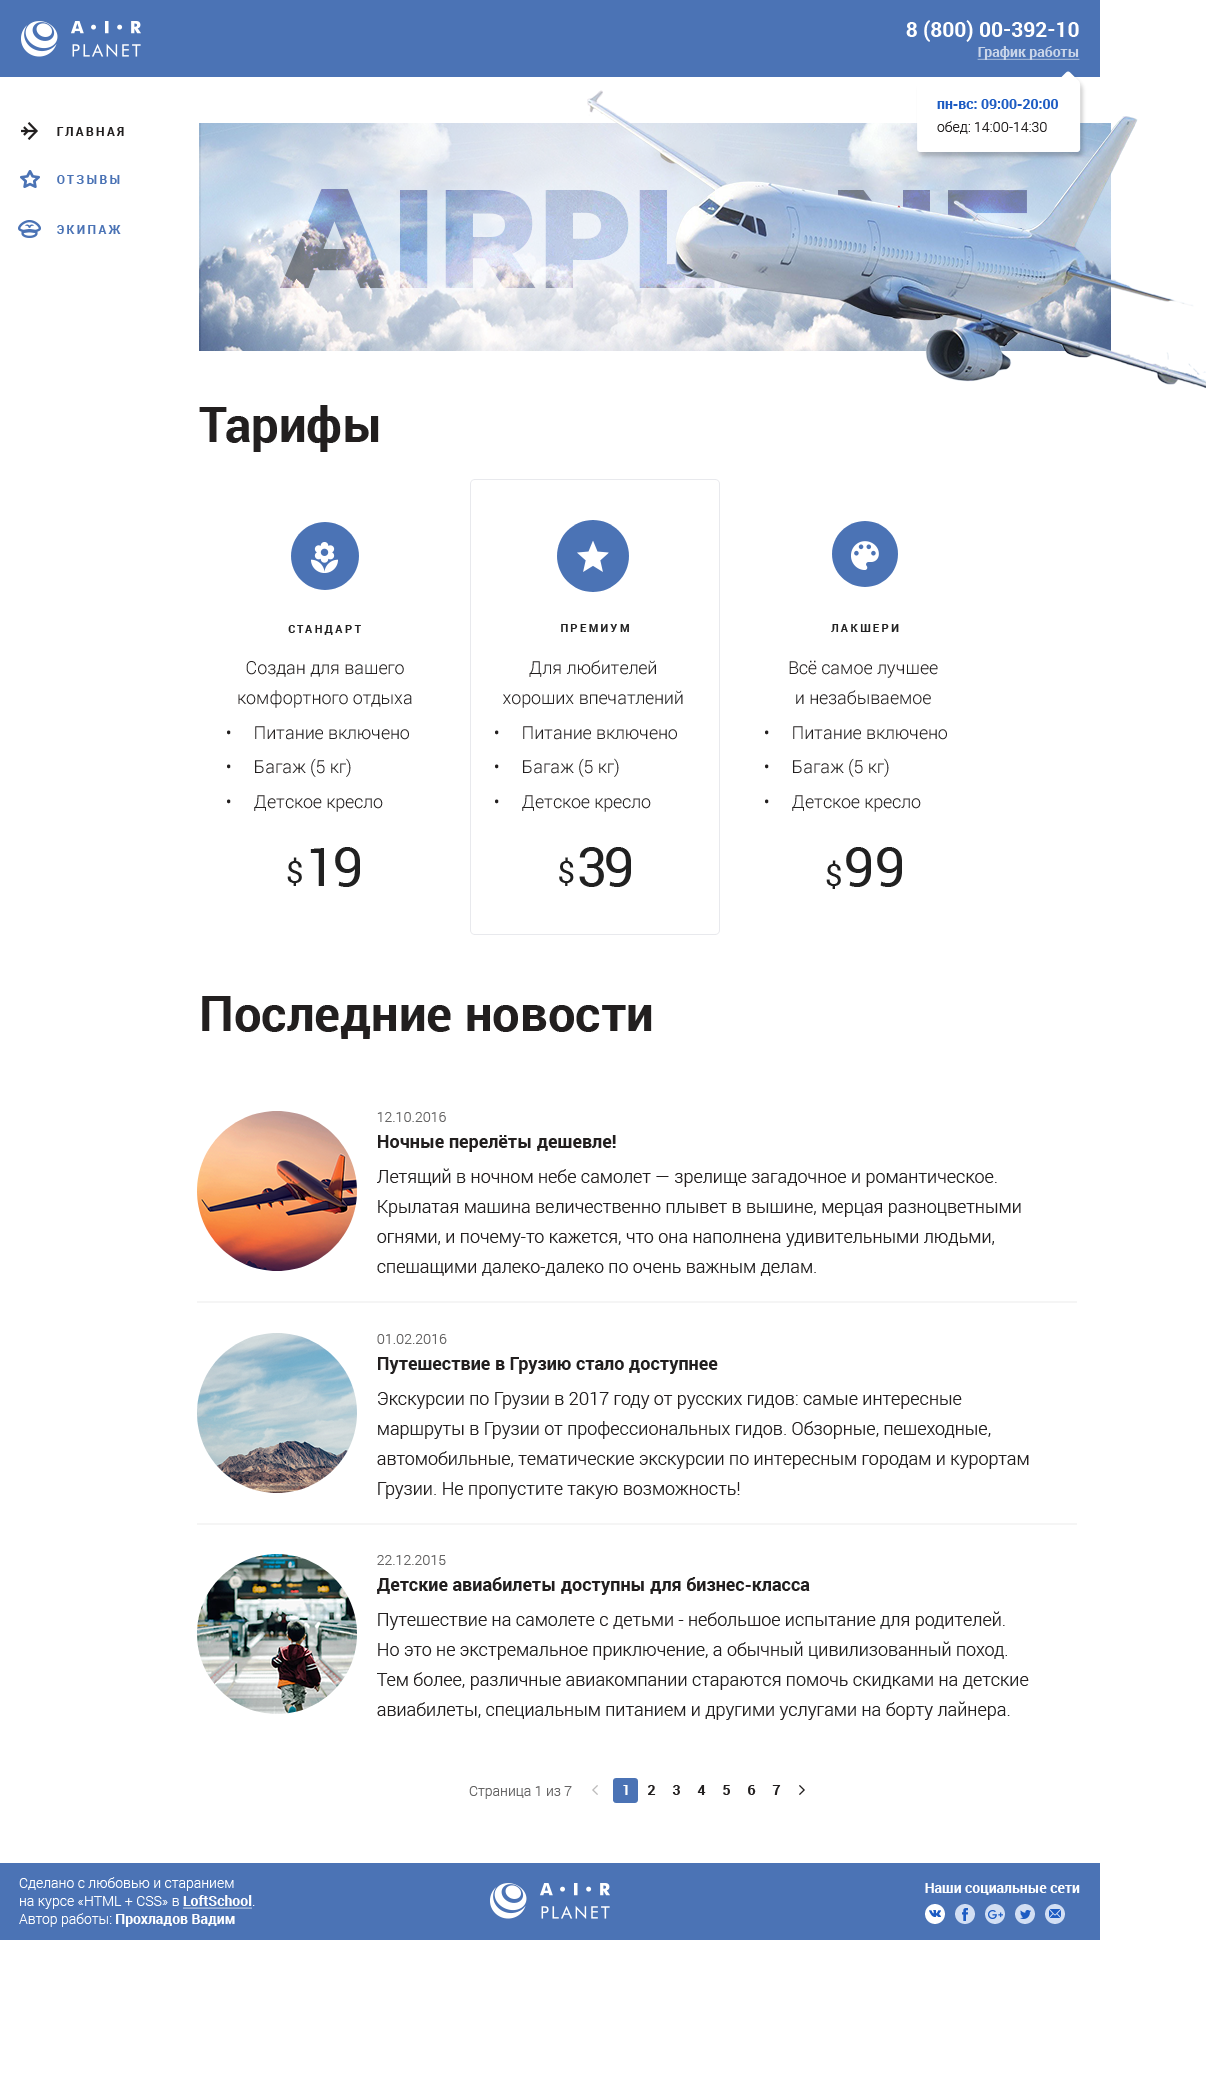 A • I • R
PLANET
8 (800) 00-392-10
График работы
пн-вс: 09:00-20:00
обед: 14:00-14:30
ГЛАВНАЯ
ОТЗЫВЫ
ЭКИПАЖ
Тарифы
СТАНДАРТ
Создан для вашего
комфортного отдыха
• Питание включено
• Багаж (5 кг)
• Детское кресло
$19
ПРЕМИУМ
Для любителей
хороших впечатлений
• Питание включено
• Багаж (5 кг)
• Детское кресло
$39
ЛАКШЕРИ
Всё самое лучшее
и незабываемое
• Питание включено
• Багаж (5 кг)
• Детское кресло
$99
Последние новости
12.10.2016
Ночные перелёты дешевле!
Летящий в ночном небе самолет — зрелище загадочное и романтическое.
Крылатая машина величественно плывет в вышине, мерцая разноцветными
огнями, и почему-то кажется, что она наполнена удивительными людьми,
спешащими далеко-далеко по очень важным делам.
01.02.2016
Путешествие в Грузию стало доступнее
Экскурсии по Грузии в 2017 году от русских гидов: самые интересные
маршруты в Грузии от профессиональных гидов. Обзорные, пешеходные,
автомобильные, тематические экскурсии по интересным городам и курортам
Грузии. Не пропустите такую возможность!
22.12.2015
Детские авиабилеты доступны для бизнес-класса
Путешествие на самолете с детьми - небольшое испытание для родителей.
Но это не экстремальное приключение, а обычный цивилизованный поход.
Тем более, различные авиакомпании стараются помочь скидками на детские
авиабилеты, специальным питанием и другими услугами на борту лайнера.
Страница 1 из 7 1 2 3 4 5 6 7
Сделано с любовью и старанием
на курсе «HTML + CSS» в LoftSchool.
Автор работы: Прохладов Вадим
A • I • R
PLANET
Наши социальные сети